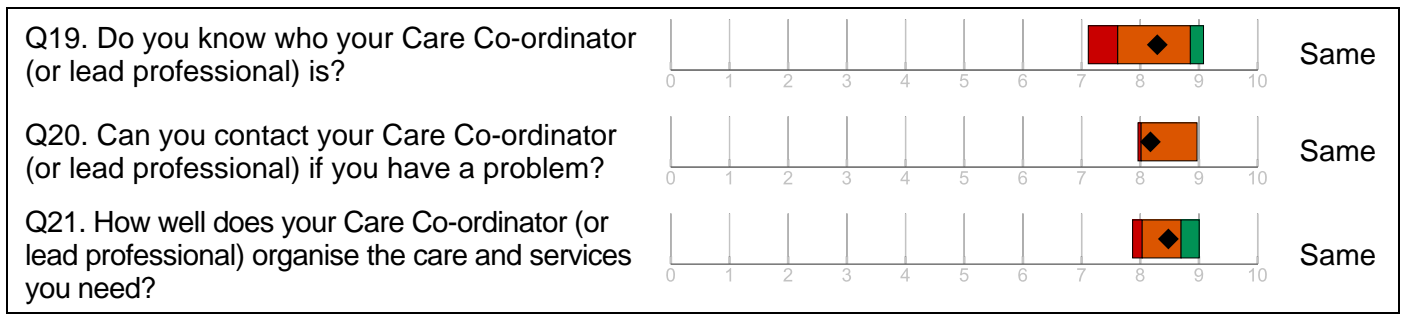 Q19. Do you know who your Care Co-ordinator
(or lead professional) is?
0 1 2 3 4 5 6 7 8 9 10
Same
Q20. Can you contact your Care Co-ordinator
(or lead professional) if you have a problem?
0 1 2 3 4 5 6 7 8 9 10
Same
Q21. How well does your Care Co-ordinator (or
lead professional) organise the care and services
you need?
0 1 2 3 4 5 6 7 8 9 10
Same